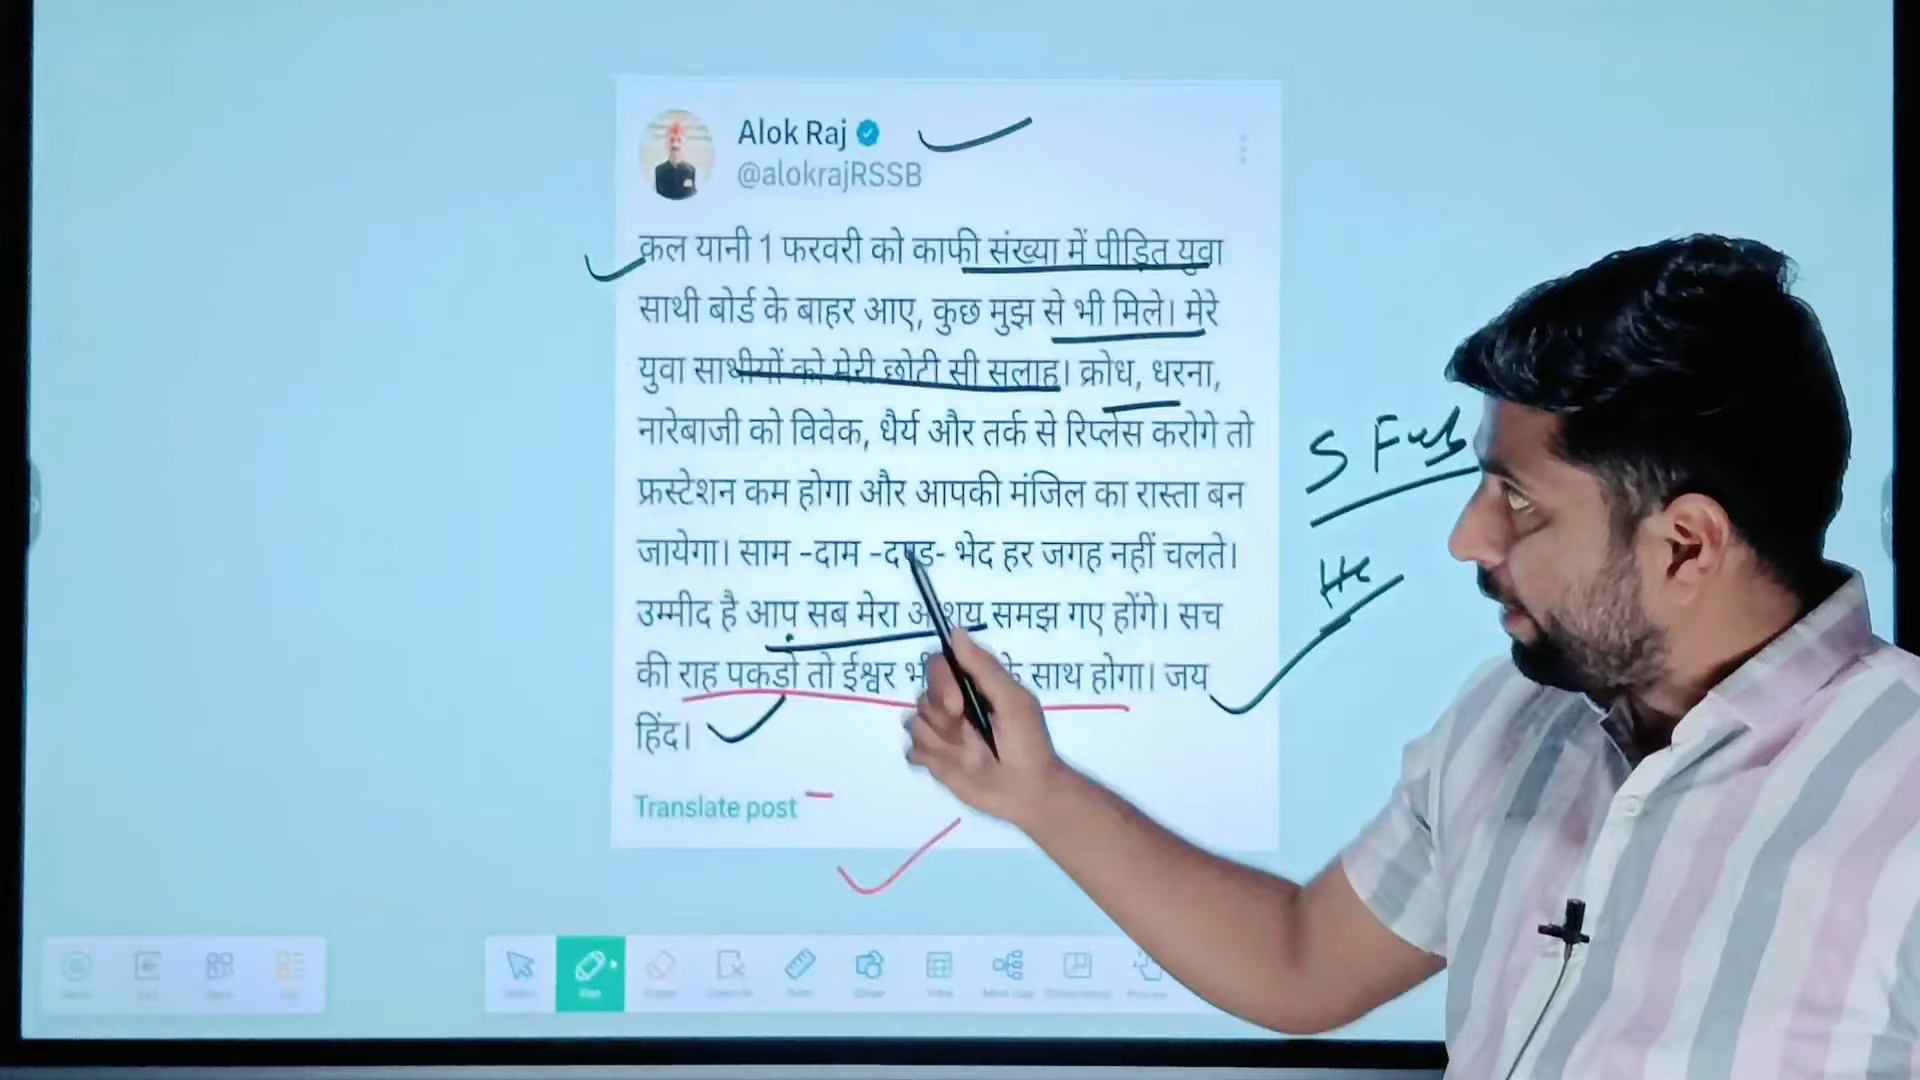 Alok Raj
@alokrajRSSB
कल यानी 1 फरवरी को काफी संख्या में पीड़ित युवा
साथी बोर्ड के बाहर आए, कुछ मुझ से भी मिले। मेरे
युवा साथीयों को मेरी छोटी सी सलाह। क्रोध, धरना,
नारेबाजी को विवेक, धैर्य और तर्क से रिप्लेस करोगे तो
फ्रस्टेशन कम होगा और आपकी मंजिल का रास्ता बन
जायेगा। साम -दाम -दण्ड- भेद हर जगह नहीं चलते।
उम्मीद है आप सब मेरा आशय समझ गए होंगे। सच
की राह पकडो तो ईश्वर भी के साथ होगा। जय
हिंद।
Translate post